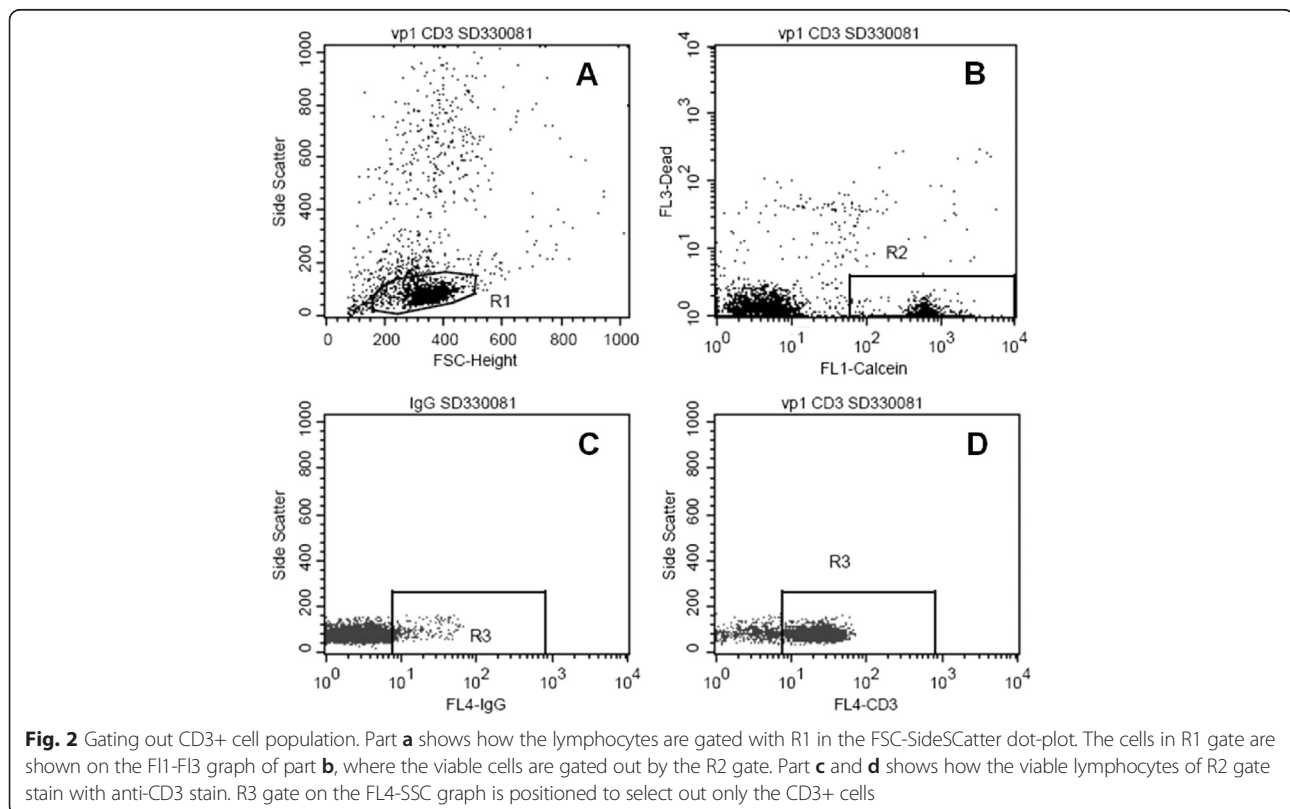 vp1 CD3 SD330081
A
Side Scatter
1000
800
600
400
200
0
R1
0 200 400 600 800 1000
FSC-Height
vp1 CD3 SD330081
B
FL3-Dead
10^4
10^3
10^2
10^1
10^0
R2
10^0 10^1 10^2 10^3 10^4
FL1-Calcein
IgG SD330081
C
Side Scatter
1000
800
600
400
200
0
R3
10^0 10^1 10^2 10^3 10^4
FL4-IgG
vp1 CD3 SD330081
D
Side Scatter
1000
800
600
400
200
0
R3
10^0 10^1 10^2 10^3 10^4
FL4-CD3
Fig. 2 Gating out CD3+ cell population. Part a shows how the lymphocytes are gated with R1 in the FSC-SideSCatter dot-plot. The cells in R1 gate are
shown on the Fl1-Fl3 graph of part b, where the viable cells are gated out by the R2 gate. Part c and d shows how the viable lymphocytes of R2 gate
stain with anti-CD3 stain. R3 gate on the FL4-SSC graph is positioned to select out only the CD3+ cells